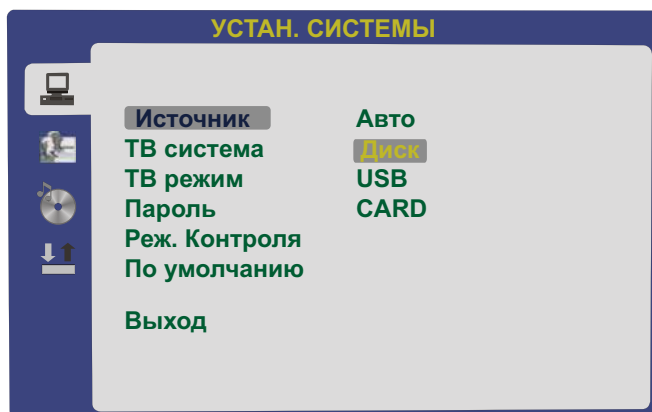 УСТАН. СИСТЕМЫ
Источник Авто
ТВ система Диск
ТВ режим USB
Пароль CARD
Реж. Контроля
По умолчанию
Выход